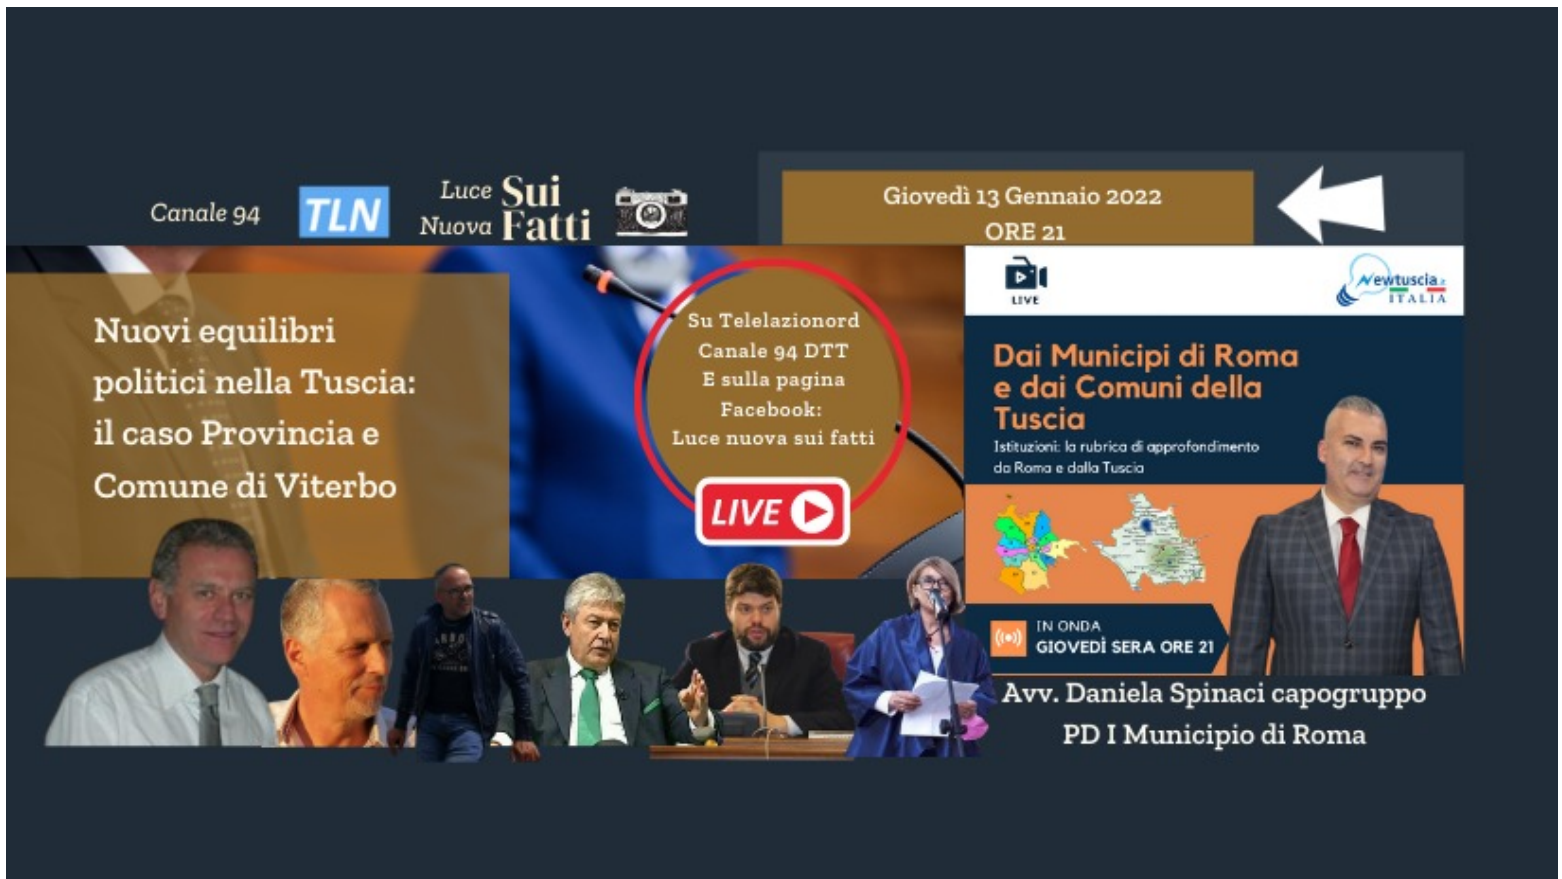 Canale 94
TLN
Luce Nuova Sui Fatti
Giovedì 13 Gennaio 2022
ORE 21
Nuovi equilibri
politici nella Tuscia:
il caso Provincia e
Comune di Viterbo
Su Telelazionord
Canale 94 DTT
E sulla pagina
Facebook:
Luce nuova sui fatti
LIVE
LIVE
Newtuscia.it
ITALIA
Dai Municipi di Roma
e dai Comuni della
Tuscia
Istituzioni: la rubrica di approfondimento
da Roma e dalla Tuscia
IN ONDA
GIOVEDÌ SERA ORE 21
Avv. Daniela Spinaci capogruppo
PD I Municipio di Roma